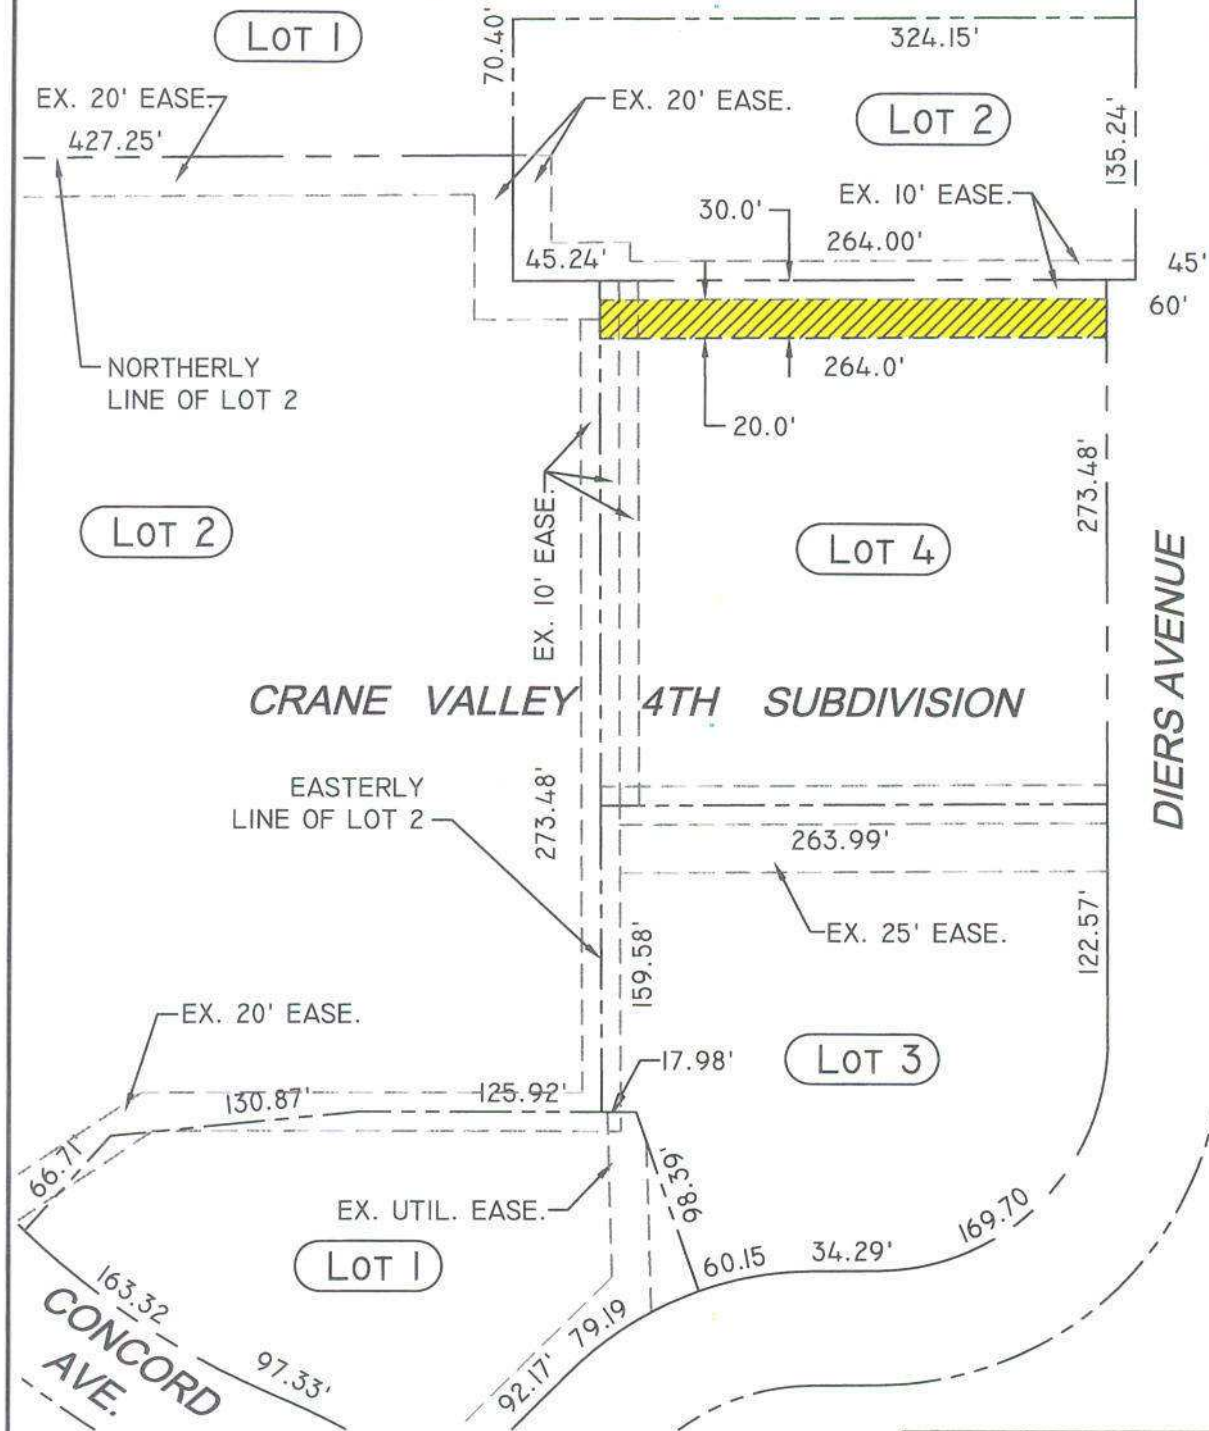 LOT 1
70.40'
324.15'
EX. 20' EASE.
EX. 20' EASE.
LOT 2
427.25'
135.24'
30.0'
EX. 10' EASE.
264.00'
45.24'
45'
60'
NORTHERLY
LINE OF LOT 2
264.0'
20.0'
273.48'
LOT 2
EX. 10' EASE.
LOT 4
DIERS AVENUE
CRANE VALLEY 4TH SUBDIVISION
EASTERLY
LINE OF LOT 2
273.48'
263.99'
159.58'
EX. 25' EASE.
122.57'
EX. 20' EASE.
17.98'
LOT 3
130.87'
125.92'
66.71'
98.39'
EX. UTIL. EASE.
169.70
60.15
34.29'
LOT 1
163.32
79.19
CONCORD
AVE.
97.33'
92.17'